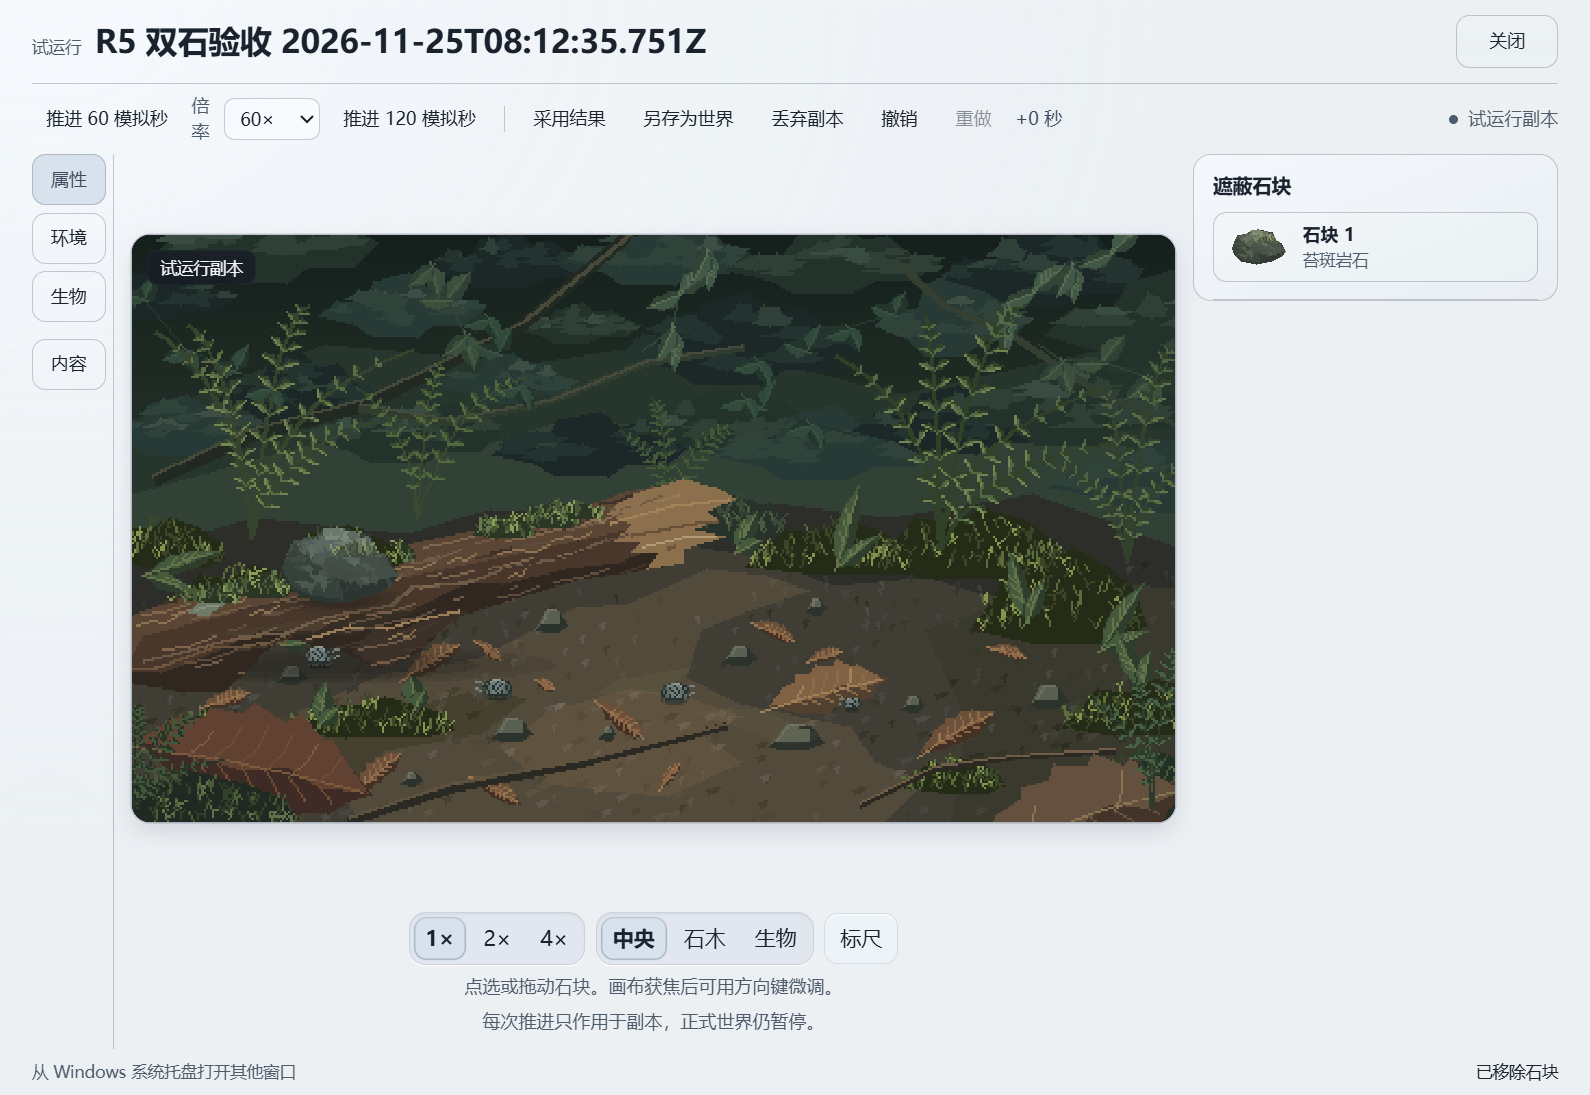 试运行 R5 双石验收 2026-11-25T08:12:35.751Z
关闭
推进 60 模拟秒
倍率
60×
推进 120 模拟秒
采用结果
另存为世界
丢弃副本
撤销
重做
+0 秒
试运行副本
属性
环境
生物
内容
试运行副本
遮蔽石块
石块 1
苔斑岩石
1× 2× 4×
中央 石木 生物
标尺
点选或拖动石块。画布获焦后可用方向键微调。
每次推进只作用于副本，正式世界仍暂停。
从 Windows 系统托盘打开其他窗口
已移除石块